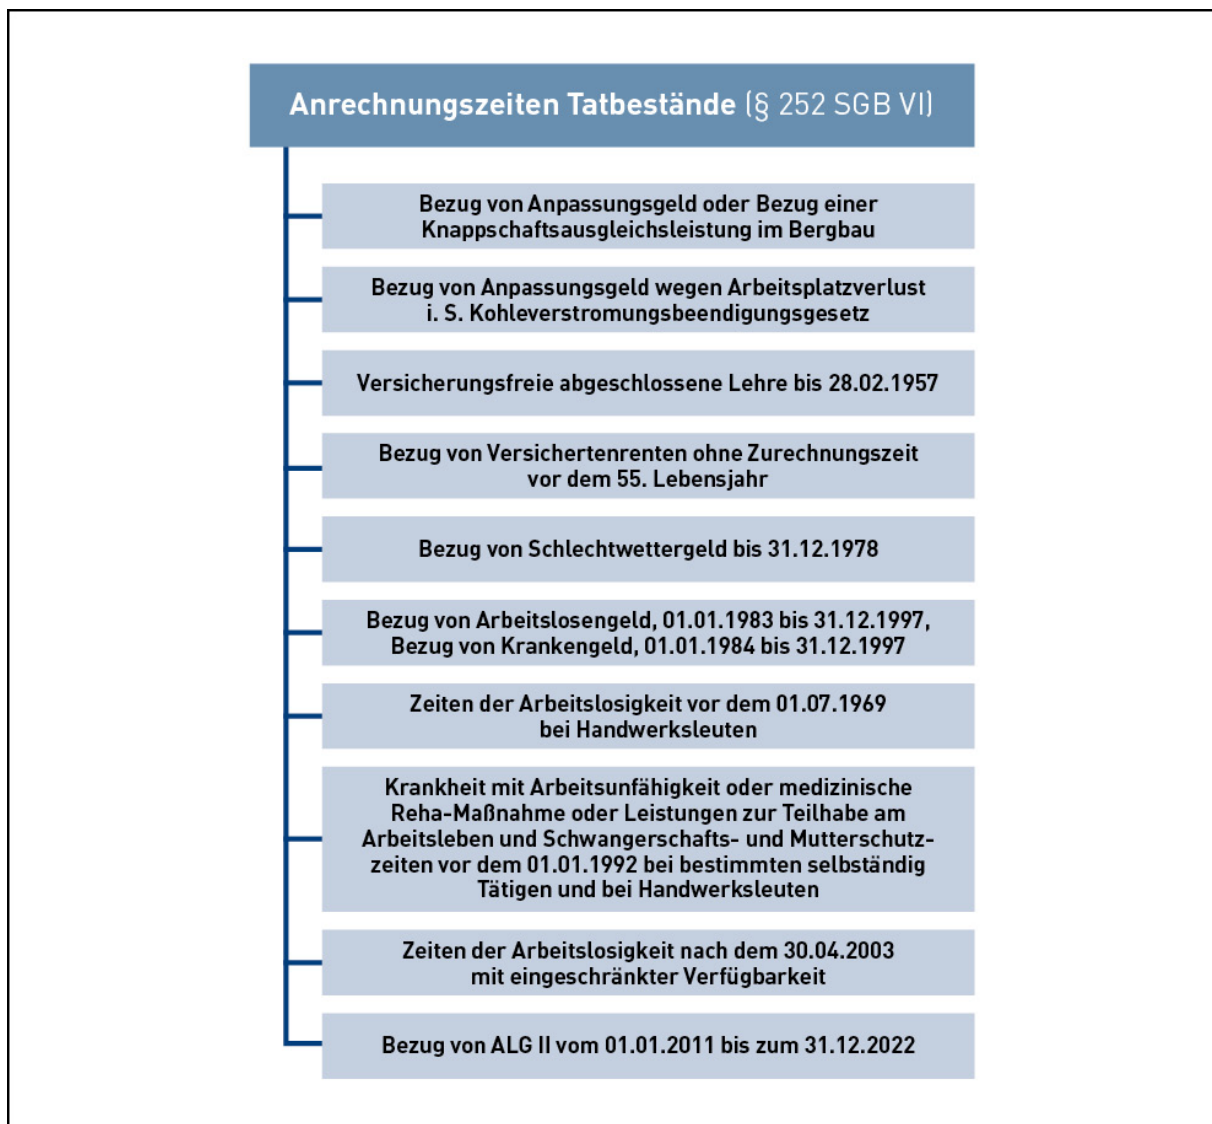 Anrechnungszeiten Tatbestände (§ 252 SGB VI)
Bezug von Anpassungsgeld oder Bezug einer
Knappschaftsausgleichsleistung im Bergbau
Bezug von Anpassungsgeld wegen Arbeitsplatzverlust
i. S. Kohleverstromungsbeendigungsgesetz
Versicherungsfreie abgeschlossene Lehre bis 28.02.1957
Bezug von Versichertenrenten ohne Zurechnungszeit
vor dem 55. Lebensjahr
Bezug von Schlechtwettergeld bis 31.12.1978
Bezug von Arbeitslosengeld, 01.01.1983 bis 31.12.1997,
Bezug von Krankengeld, 01.01.1984 bis 31.12.1997
Zeiten der Arbeitslosigkeit vor dem 01.07.1969
bei Handwerksleuten
Krankheit mit Arbeitsunfähigkeit oder medizinische
Reha-Maßnahme oder Leistungen zur Teilhabe am
Arbeitsleben und Schwangerschafts- und Mutterschutz-
zeiten vor dem 01.01.1992 bei bestimmten selbständig
Tätigen und bei Handwerksleuten
Zeiten der Arbeitslosigkeit nach dem 30.04.2003
mit eingeschränkter Verfügbarkeit
Bezug von ALG II vom 01.01.2011 bis zum 31.12.2022